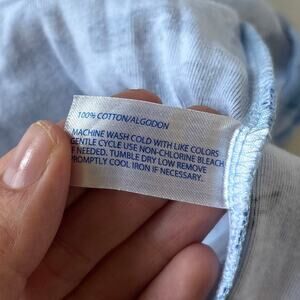 100% COTTON/ALGODON
MACHINE WASH COLD WITH LIKE COLORS
GENTLE CYCLE USE NON-CHLORINE BLEACH
IF NEEDED. TUMBLE DRY LOW REMOVE
PROMPTLY COOL IRON IF NECESSARY.